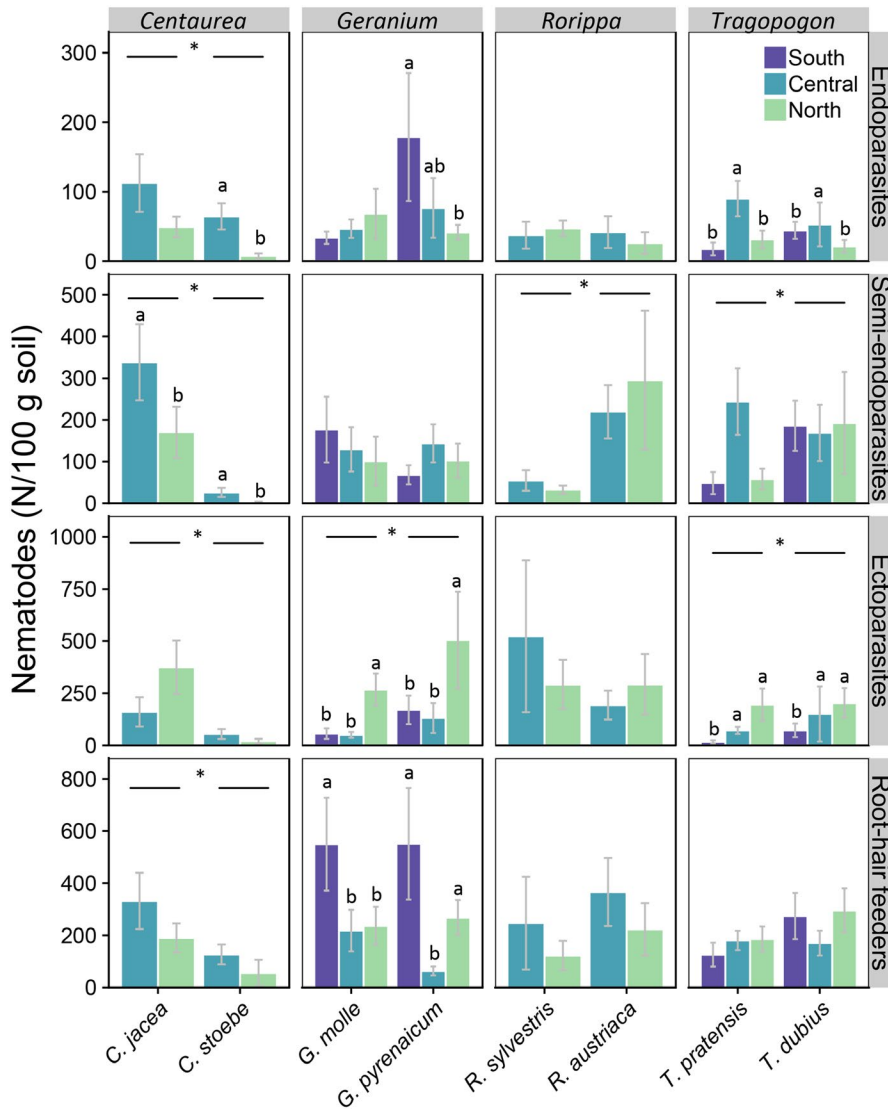 Centaurea Geranium Rorippa Tragopogon
Nematodes (N/100 g soil)
300
200
100
0
*
a
b
a
ab
b
South
Central
North
b
a
b
b
a
b
Endoparasites
500
400
300
200
100
0
*
a
b
a
b
*
*
Semi-endoparasites
1000
750
500
250
0
*
*
b
b
a
b
b
a
*
b
a
a
b
a
a
Ectoparasites
800
600
400
200
0
*
a
b
b
a
b
a
Root-hair feeders
C. jacea
C. stoebe
G. molle
G. pyrenaicum
R. sylvestris
R. austriaca
T. pratensis
T. dubius